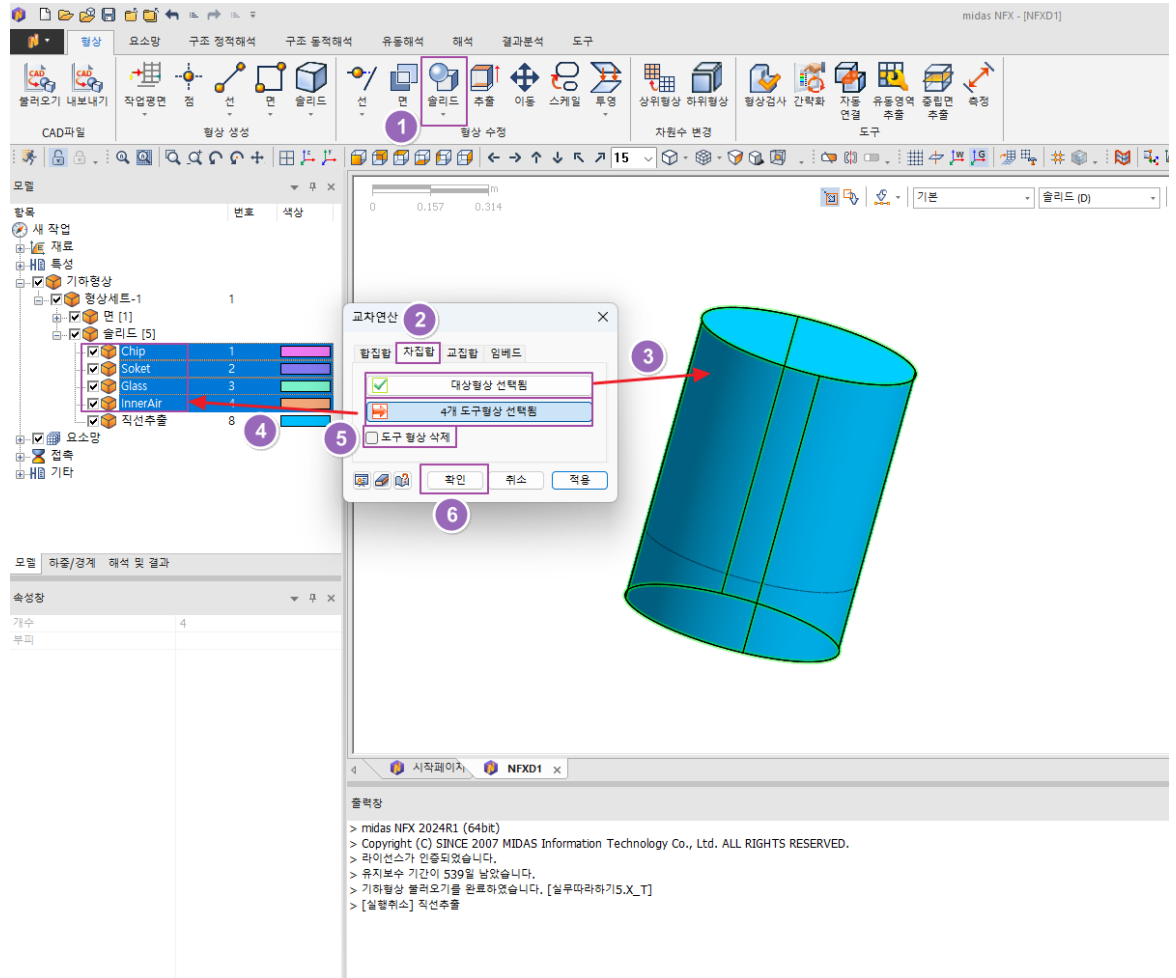 midas NFX - [NFXD1]
형상 요소망 구조 정적해석 구조 동적해석 유동해석 해석 결과분석 도구
CAD CAD
불러오기 내보내기 작업평면 점 선 면 솔리드 선 면 솔리드 추출 이동 스케일 투영 상위형상 하위형상 형상검사 간략화 자동 연결 유동영역 추출 중립면 추출 측정
1
CAD파일 형상 생성 형상 수정 차원수 변경 도구
15
모델
항목 번호 색상
새 작업
재료
특성
기하형상
형상세트-1 1
면 [1]
솔리드 [5]
Chip 1
Soket 2
Glass 3
InnerAir 4
직선추출 8
요소망
접촉
기타
모델 하중/경계 해석 및 결과
속성창
개수 4
부피
m
0 0.157 0.314
기본 솔리드 (D)
교차연산 2
합집합 차집합 교집합 임베드
3
대상형상 선택됨
4개 도구형상 선택됨
4
5 도구 형상 삭제
확인 취소 적용
6
시작페이지 NFXD1
출력창
> midas NFX 2024R1 (64bit)
> Copyright (C) SINCE 2007 MIDAS Information Technology Co., Ltd. ALL RIGHTS RESERVED.
> 라이선스가 인증되었습니다.
> 유지보수 기간이 539일 남았습니다.
> 기하형상 불러오기를 완료하였습니다. [실무따라하기5.X_T]
> [실행취소] 직선추출